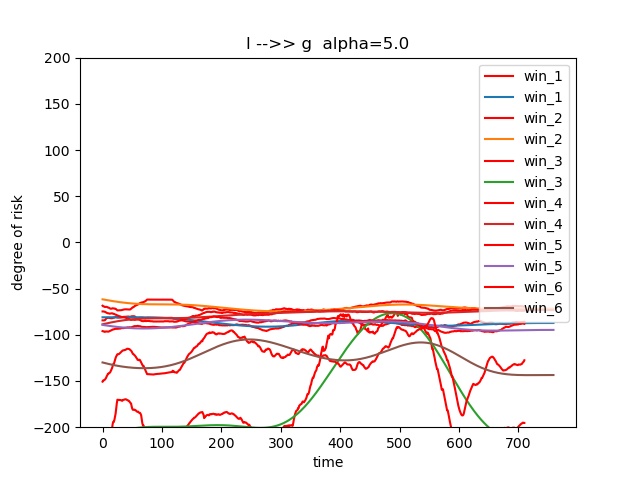 l -->> g  alpha=5.0
200
150
100
50
0
−50
−100
−150
−200
degree of risk
0
100
200
300
400
500
600
700
time
win_1
win_1
win_2
win_2
win_3
win_3
win_4
win_4
win_5
win_5
win_6
win_6